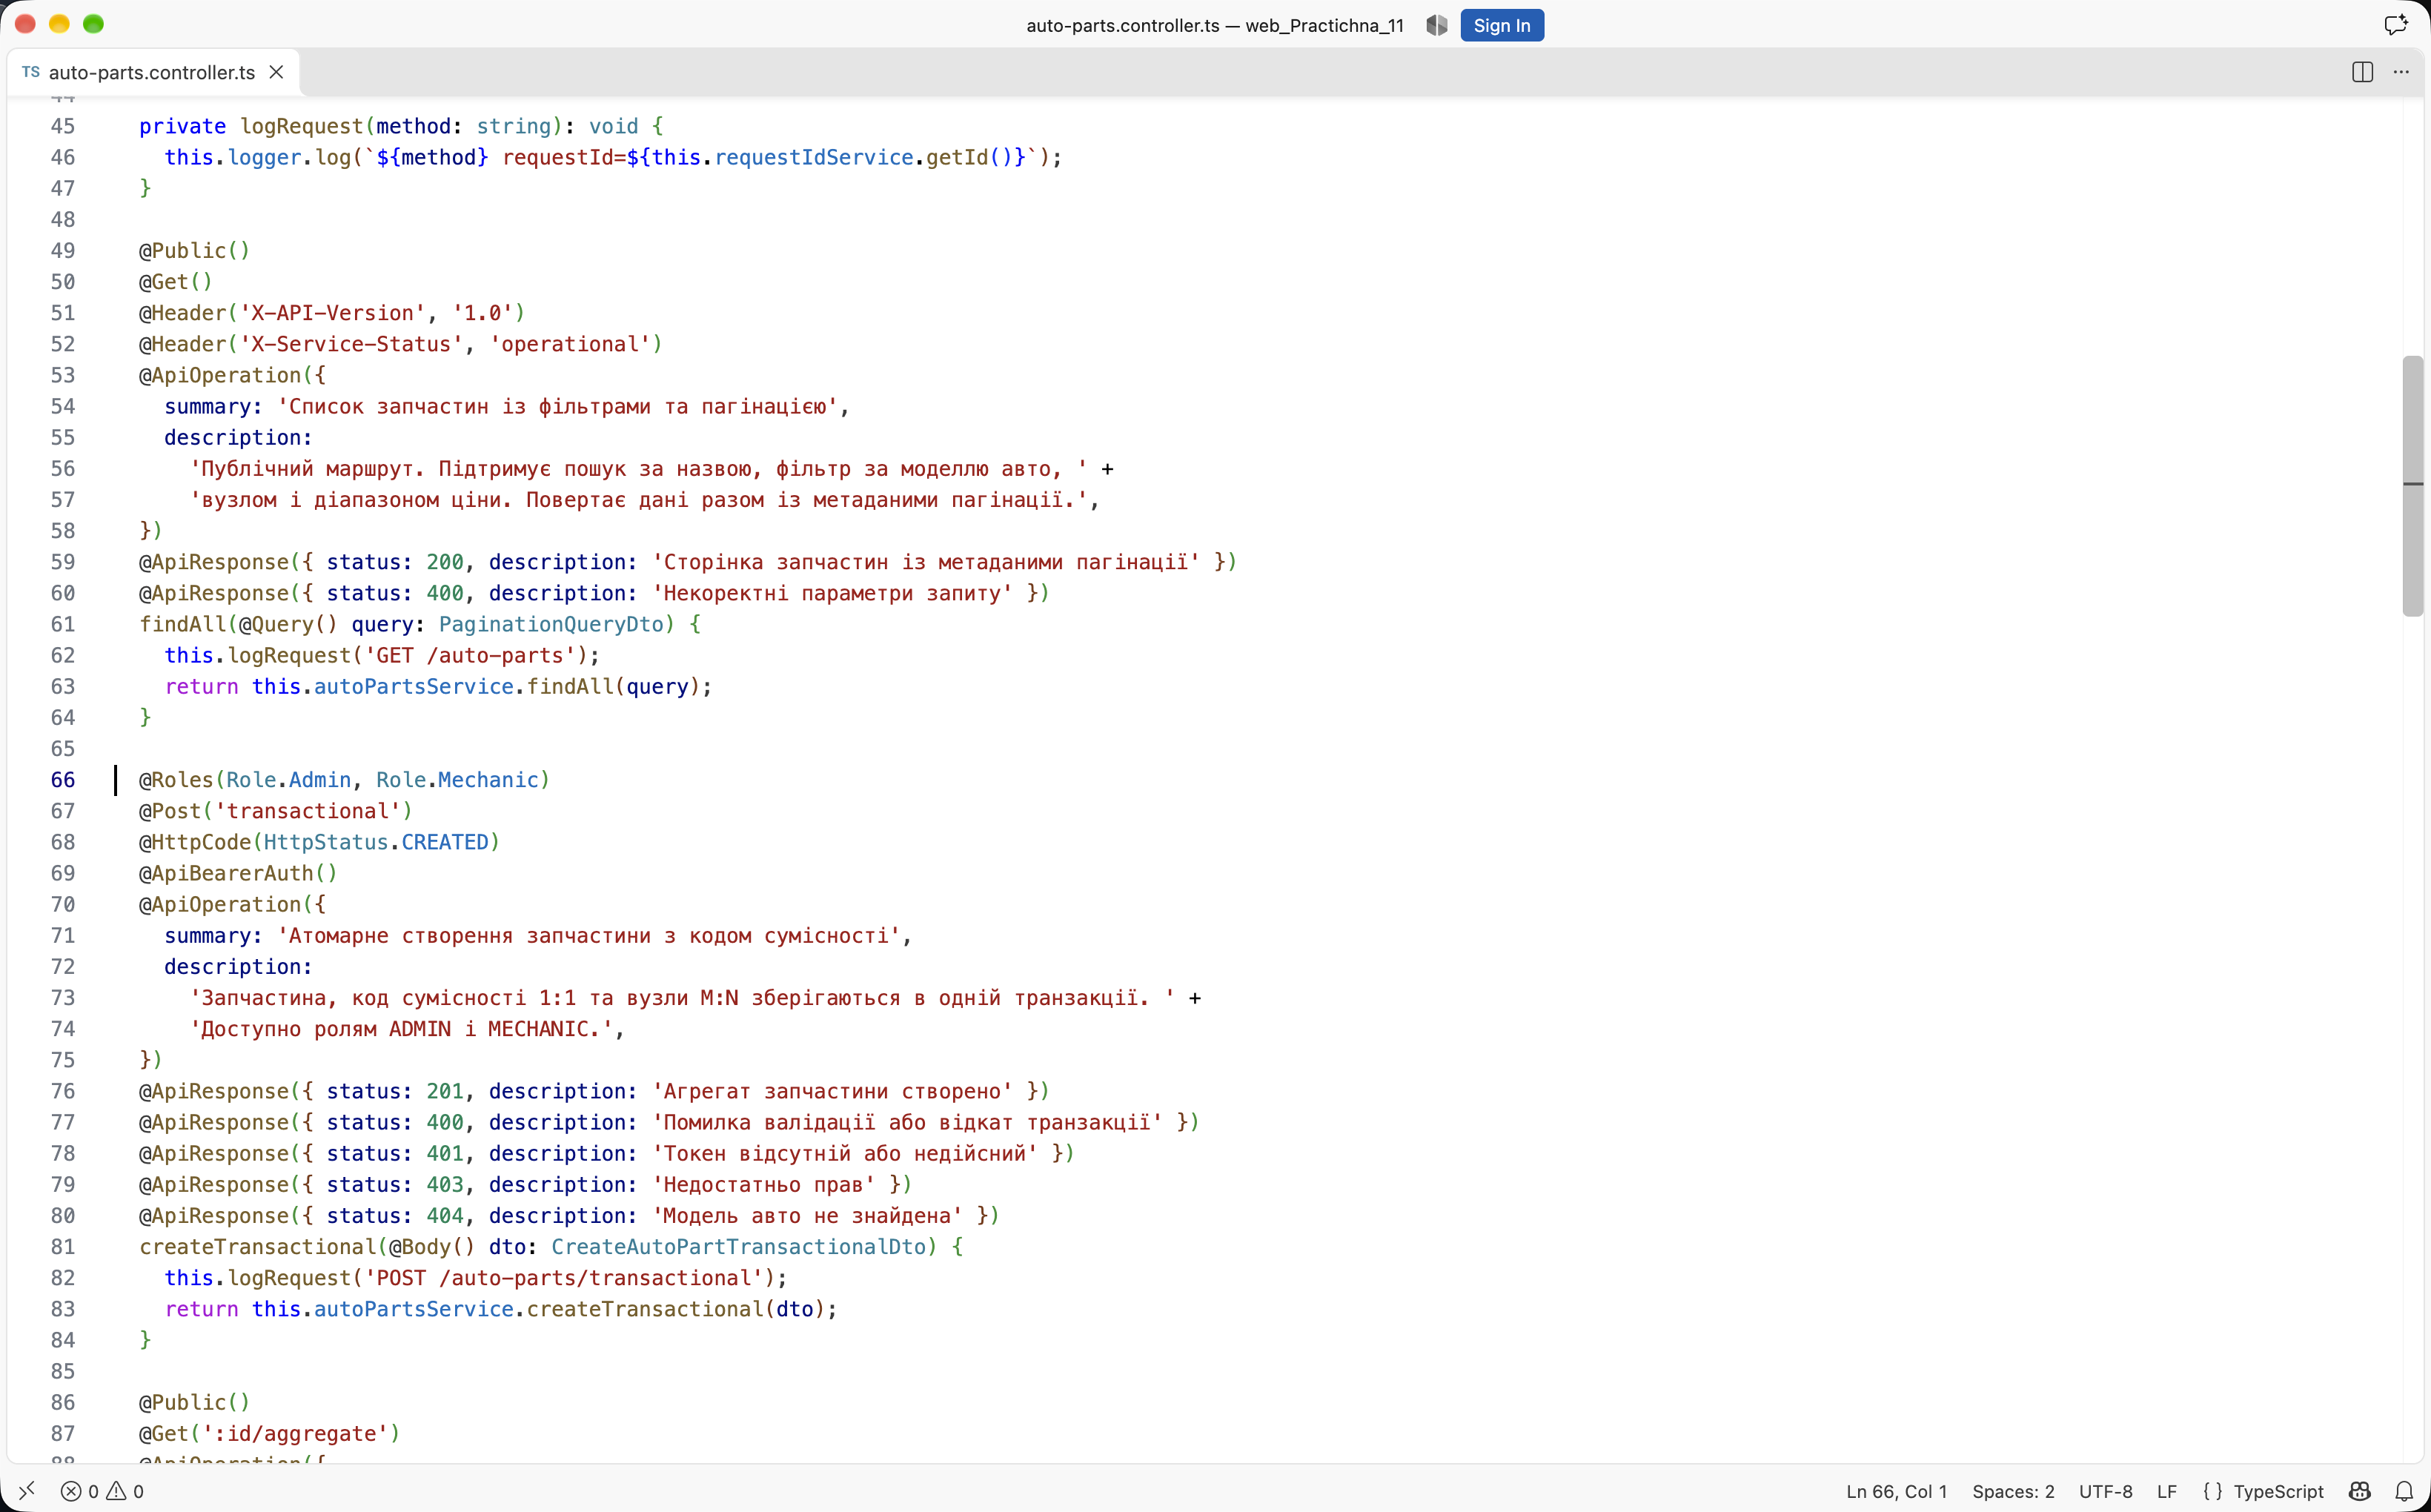 auto-parts.controller.ts — web_Practichna_11
Sign In
TS auto-parts.controller.ts
44
45 private logRequest(method: string): void {
46 this.logger.log(`${method} requestId=${this.requestIdService.getId()}`);
47 }
48
49 @Public()
50 @Get()
51 @Header('X-API-Version', '1.0')
52 @Header('X-Service-Status', 'operational')
53 @ApiOperation({
54 summary: 'Список запчастин із фільтрами та пагінацією',
55 description:
56 'Публічний маршрут. Підтримує пошук за назвою, фільтр за моделлю авто, ' +
57 'вузлом і діапазоном ціни. Повертає дані разом із метаданими пагінації.',
58 })
59 @ApiResponse({ status: 200, description: 'Сторінка запчастин із метаданими пагінації' })
60 @ApiResponse({ status: 400, description: 'Некоректні параметри запиту' })
61 findAll(@Query() query: PaginationQueryDto) {
62 this.logRequest('GET /auto-parts');
63 return this.autoPartsService.findAll(query);
64 }
65
66 @Roles(Role.Admin, Role.Mechanic)
67 @Post('transactional')
68 @HttpCode(HttpStatus.CREATED)
69 @ApiBearerAuth()
70 @ApiOperation({
71 summary: 'Атомарне створення запчастини з кодом сумісності',
72 description:
73 'Запчастина, код сумісності 1:1 та вузли M:N зберігаються в одній транзакції. ' +
74 'Доступно ролям ADMIN і MECHANIC.',
75 })
76 @ApiResponse({ status: 201, description: 'Агрегат запчастини створено' })
77 @ApiResponse({ status: 400, description: 'Помилка валідації або відкат транзакції' })
78 @ApiResponse({ status: 401, description: 'Токен відсутній або недійсний' })
79 @ApiResponse({ status: 403, description: 'Недостатньо прав' })
80 @ApiResponse({ status: 404, description: 'Модель авто не знайдена' })
81 createTransactional(@Body() dto: CreateAutoPartTransactionalDto) {
82 this.logRequest('POST /auto-parts/transactional');
83 return this.autoPartsService.createTransactional(dto);
84 }
85
86 @Public()
87 @Get(':id/aggregate')
88 @ApiOperation({
0 0 Ln 66, Col 1 Spaces: 2 UTF-8 LF {} TypeScript